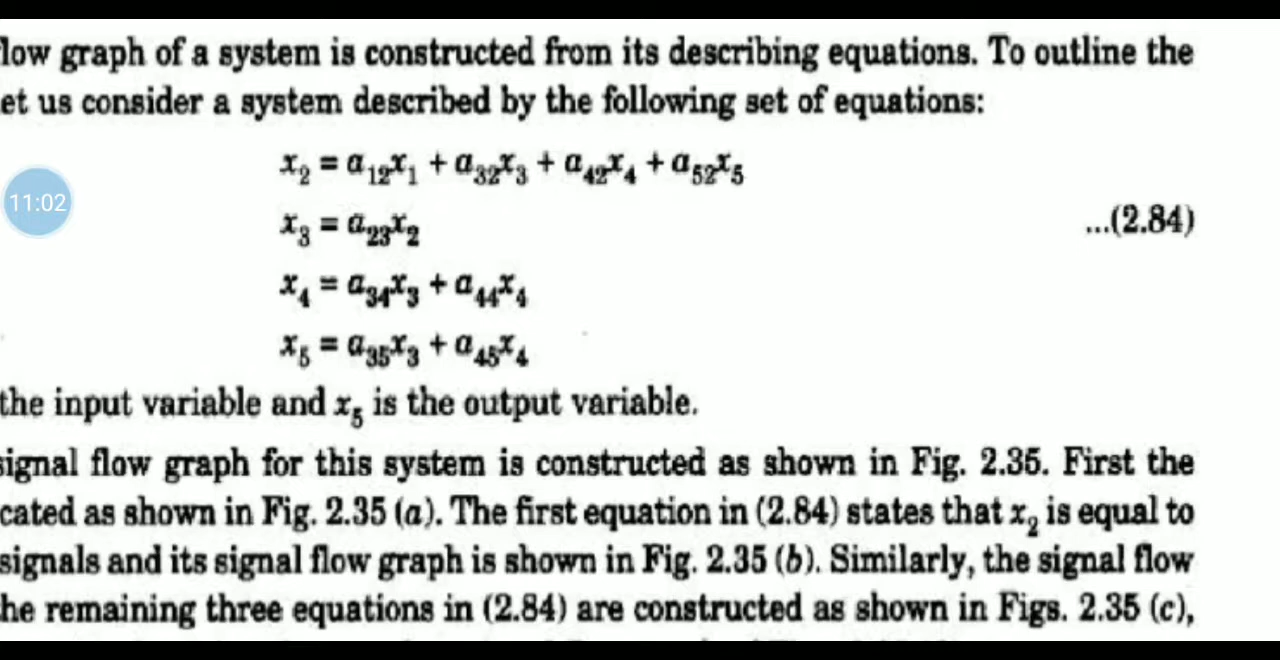 low graph of a system is constructed from its describing equations. To outline the
et us consider a system described by the following set of equations:
x₂ = a₁₂x₁ + a₃₂x₃ + a₄₂x₄ + a₅₂x₅
11:02
x₃ = a₂₃x₂
...(2.84)
x₄ = a₃₄x₃ + a₄₄x₄
x₅ = a₃₅x₃ + a₄₅x₄
the input variable and x₅ is the output variable.
signal flow graph for this system is constructed as shown in Fig. 2.35. First the
cated as shown in Fig. 2.35 (a). The first equation in (2.84) states that x₂ is equal to
signals and its signal flow graph is shown in Fig. 2.35 (b). Similarly, the signal flow
he remaining three equations in (2.84) are constructed as shown in Figs. 2.35 (c),